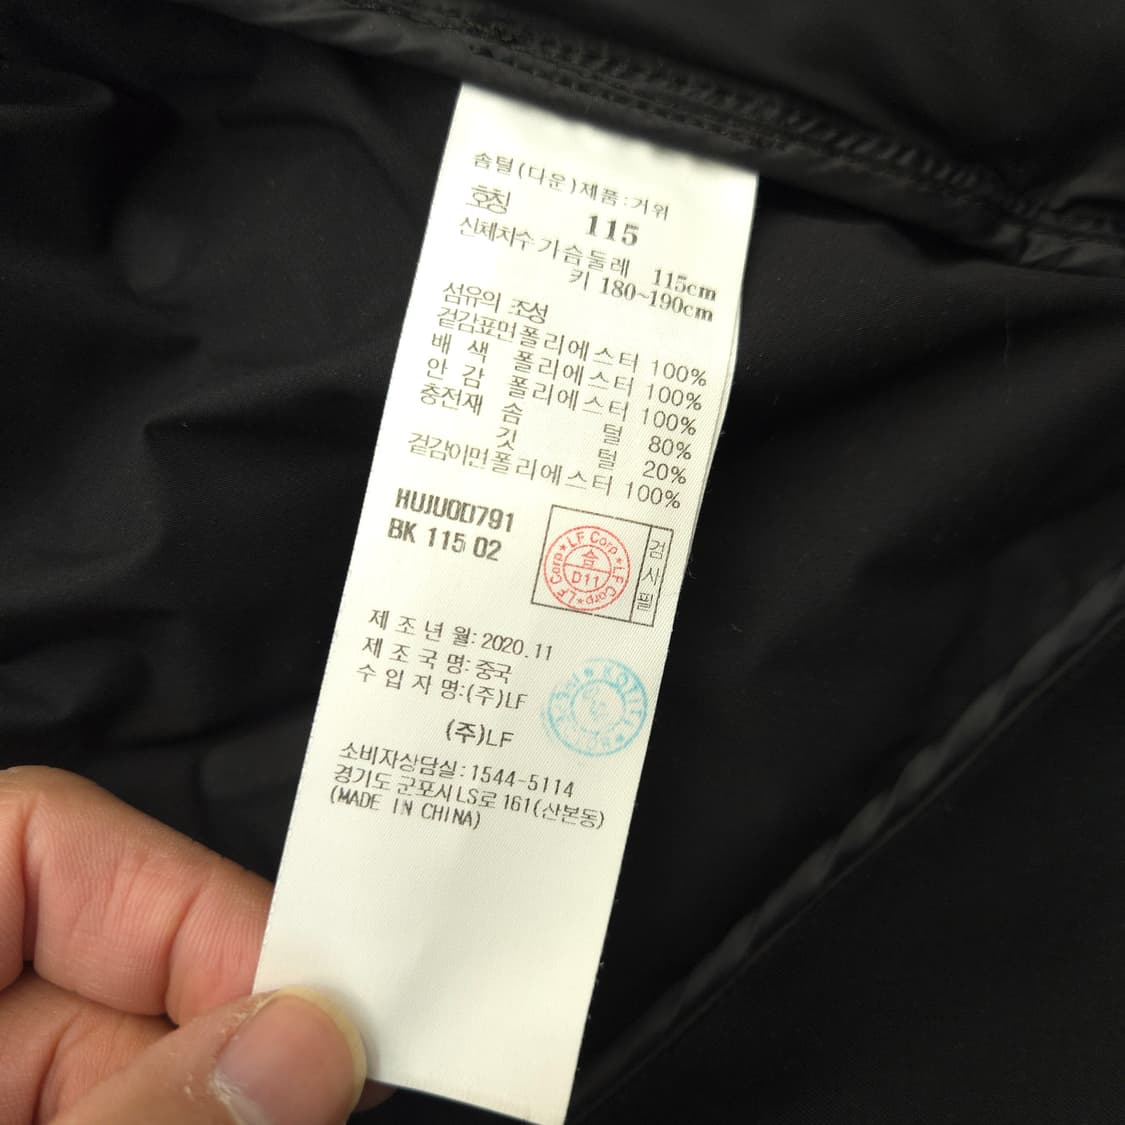 솜털(다운)제품:거위
호칭 115
신체치수 가슴둘레 115cm
키 180~190cm
섬유의 조성
겉감표면 폴리에스터 100%
배 색 폴리에스터 100%
안 감 폴리에스터 100%
충전재 솜 털 80%
깃 털 20%
겉감이면 폴리에스터 100%
HUJU0D791
BK 115 02
LF Corp★LF Corp★LF Corp★
合
D11
검사필
제 조 년 월: 2020.11
제 조 국 명:중국
수 입 자 명:(주)LF
(주)LF
소비자상담실:1544-5114
경기도 군포시 LS로 161(산본동)
(MADE IN CHINA)
KOTITI